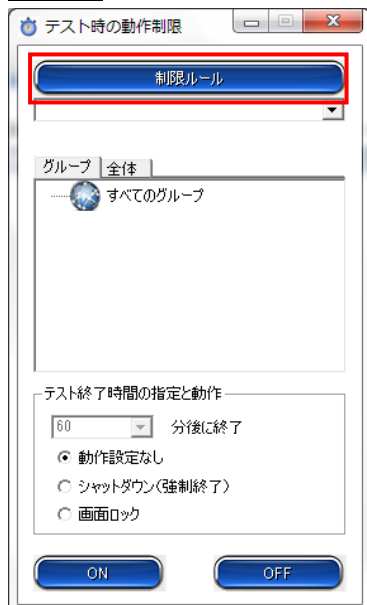 テスト時の動作制限
制限ルール
グループ 全体
すべてのグループ
テスト終了時間の指定と動作
60 分後に終了
動作設定なし
シャットダウン(強制終了)
画面ロック
ON OFF